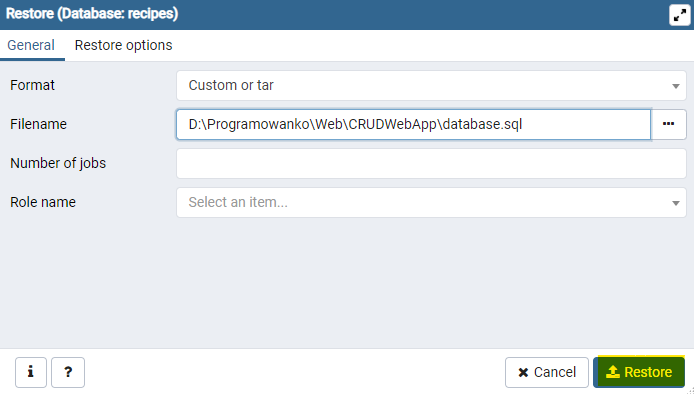 Restore (Database: recipes)
General Restore options
Format Custom or tar
Filename D:\Programowanko\Web\CRUDWebApp\database.sql
Number of jobs
Role name Select an item...
i ? Cancel Restore